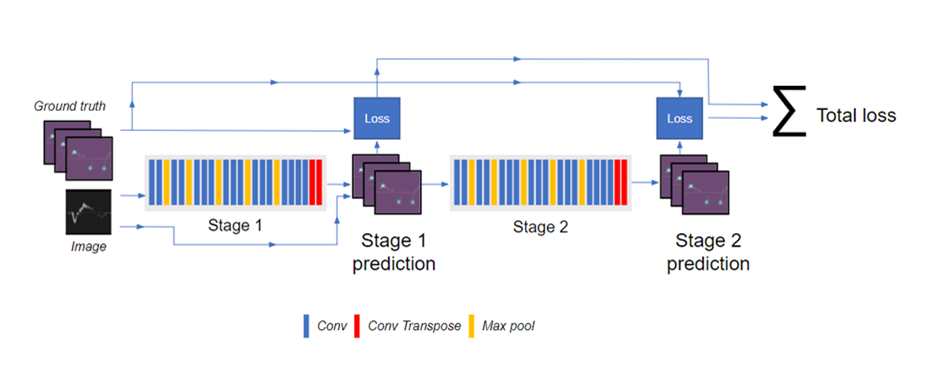 Ground truth
Loss
Loss
∑ Total loss
Image
Stage 1
Stage 1
prediction
Stage 2
Stage 2
prediction
Conv
Conv Transpose
Max pool